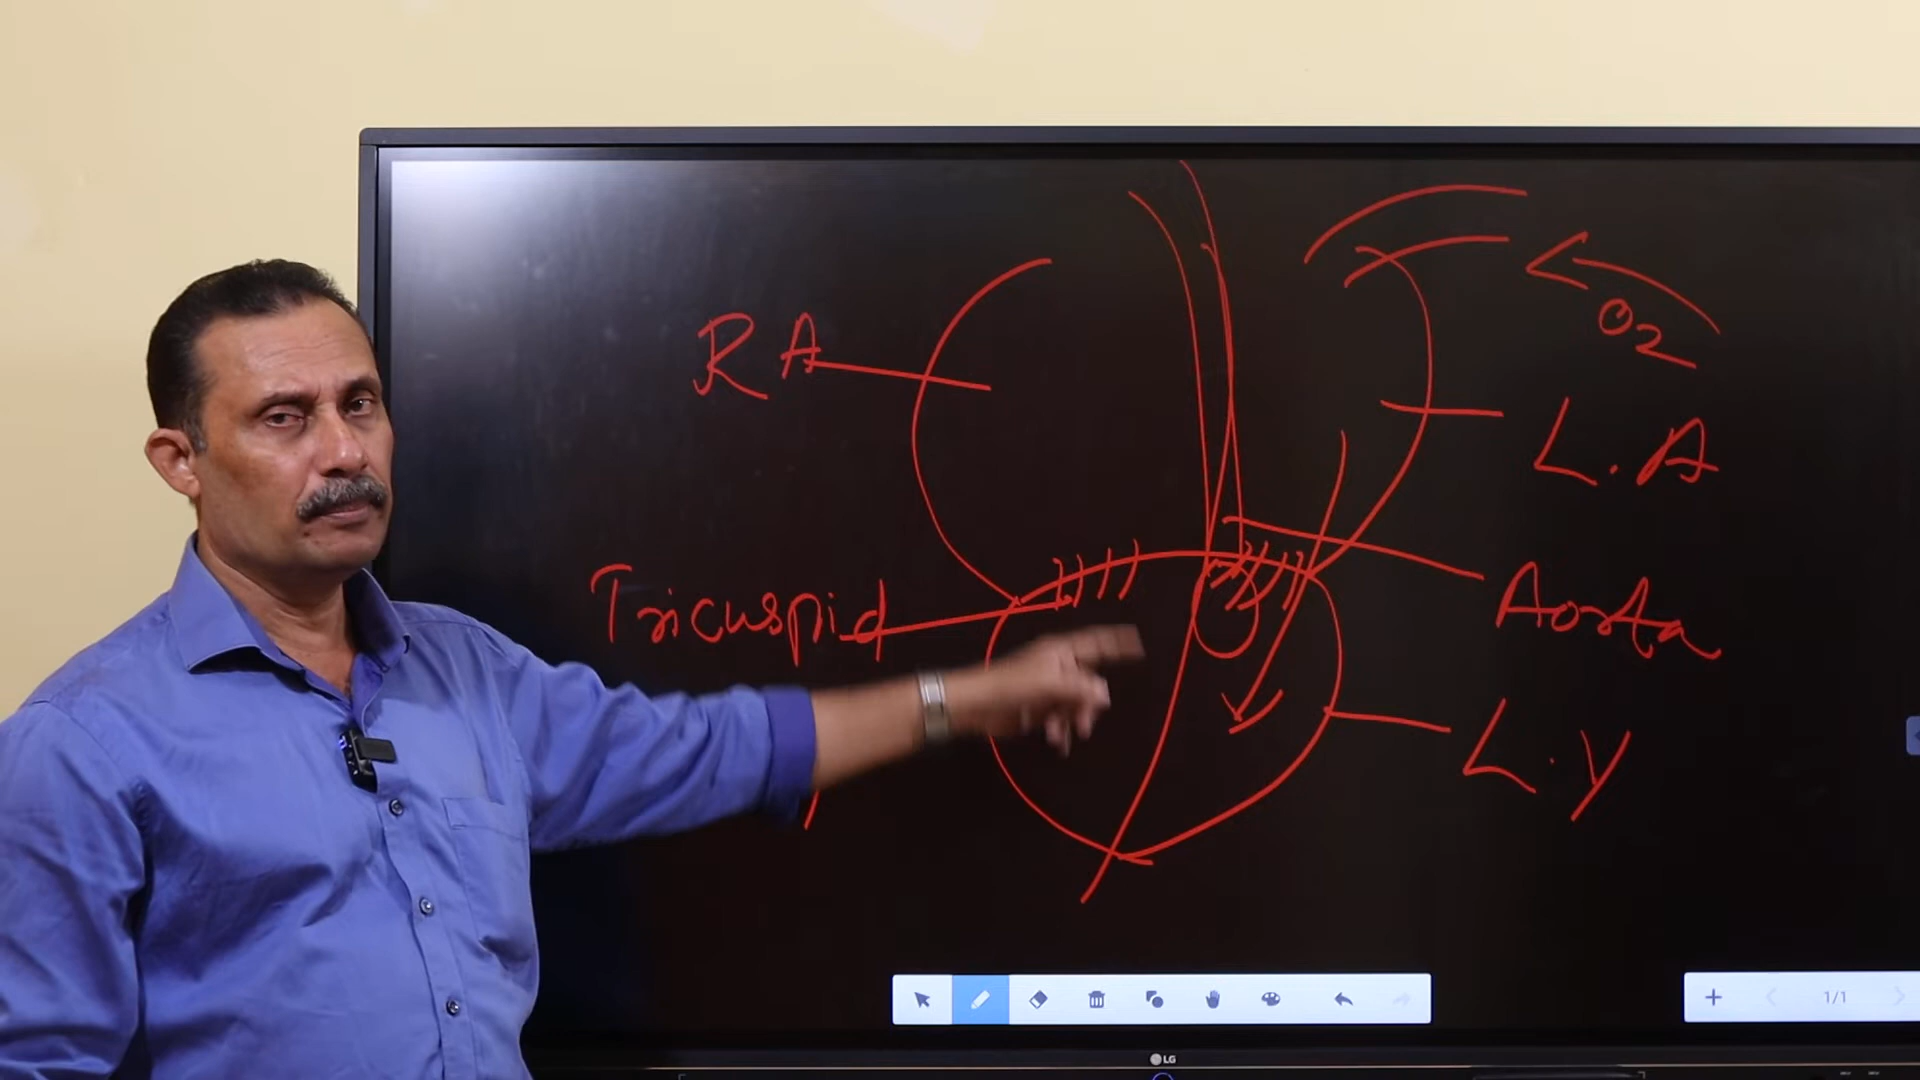 RA
O2
L.A
Tricuspid
Aorta
L.V
1/1
LG